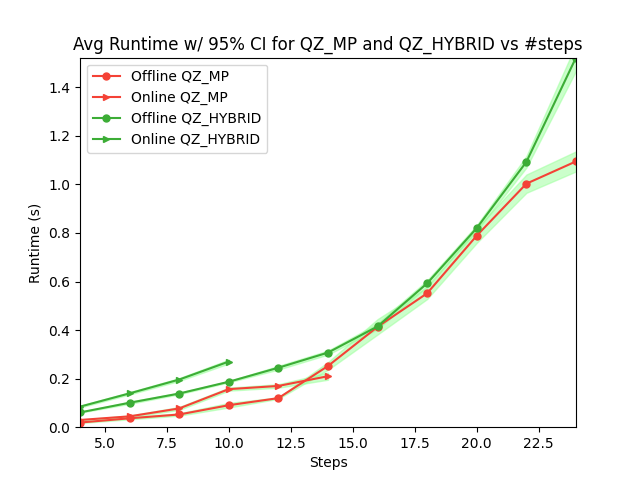 Avg Runtime w/ 95% CI for QZ_MP and QZ_HYBRID vs #steps
Offline QZ_MP
Online QZ_MP
Offline QZ_HYBRID
Online QZ_HYBRID
1.4
1.2
1.0
0.8
0.6
0.4
0.2
0.0
Runtime (s)
5.0 7.5 10.0 12.5 15.0 17.5 20.0 22.5
Steps